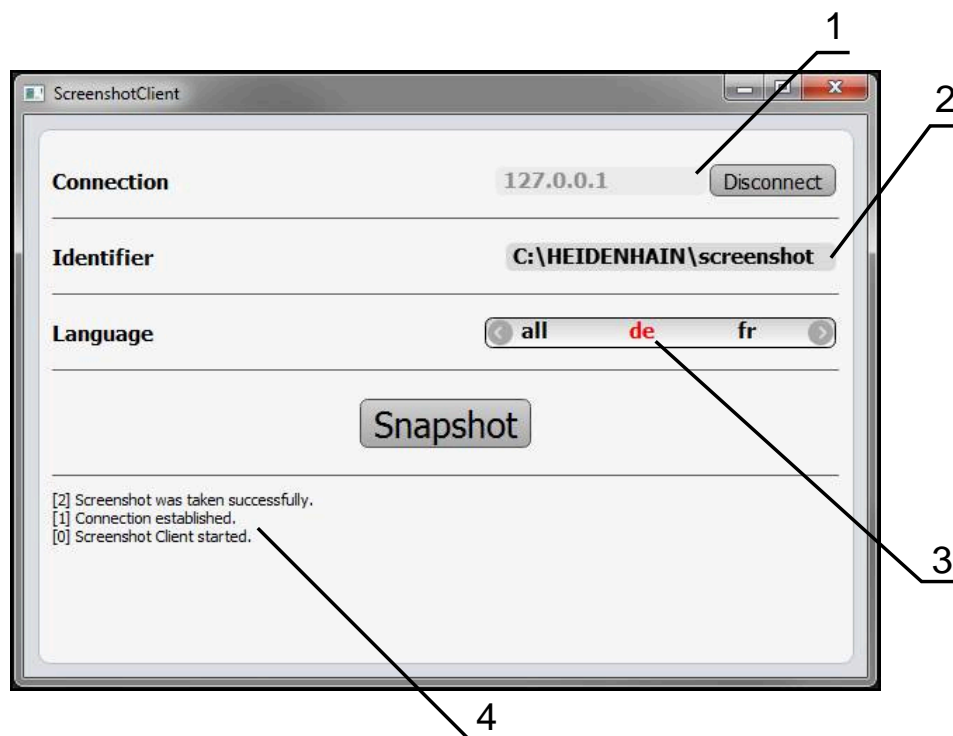 1
ScreenshotClient
2
Connection 127.0.0.1 Disconnect
Identifier C:\HEIDENHAIN\screenshot
Language all de fr
Snapshot
[2] Screenshot was taken successfully.
[1] Connection established.
[0] Screenshot Client started.
3
4